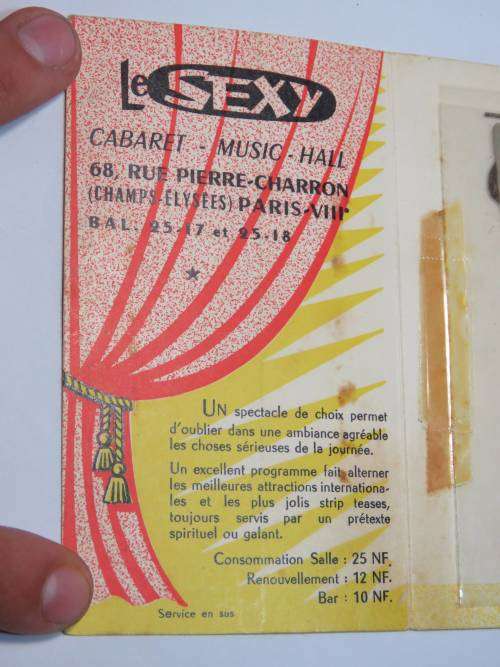 Le SEXY
CABARET - MUSIC-HALL
68, RUE PIERRE-CHARRON
(CHAMPS-ÉLYSÉES) PARIS-VIIIe
BAL. 25-17 et 25-18
UN spectacle de choix permet
d'oublier dans une ambiance agréable
les choses sérieuses de la journée.
Un excellent programme fait alterner
les meilleures attractions internationa-
les et les plus jolis strip teases,
toujours servis par un prétexte
spirituel ou galant.
Consommation Salle : 25 NF.
Renouvellement : 12 NF.
Bar : 10 NF.
Service en sus